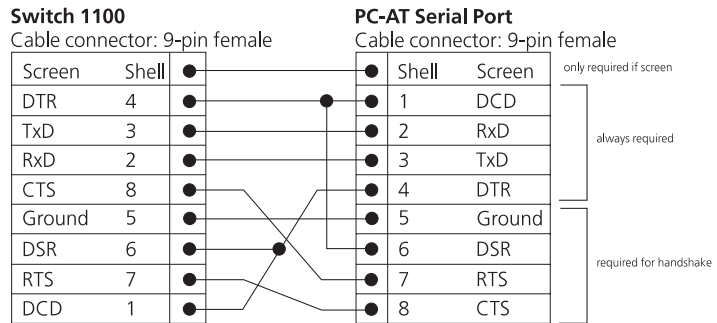 Switch 1100 PC-AT Serial Port
Cable connector: 9-pin female Cable connector: 9-pin female
Screen Shell Shell Screen only required if screen
DTR 4 1 DCD
TxD 3 2 RxD always required
RxD 2 3 TxD
CTS 8 4 DTR
Ground 5 5 Ground
DSR 6 6 DSR required for handshake
RTS 7 7 RTS
DCD 1 8 CTS